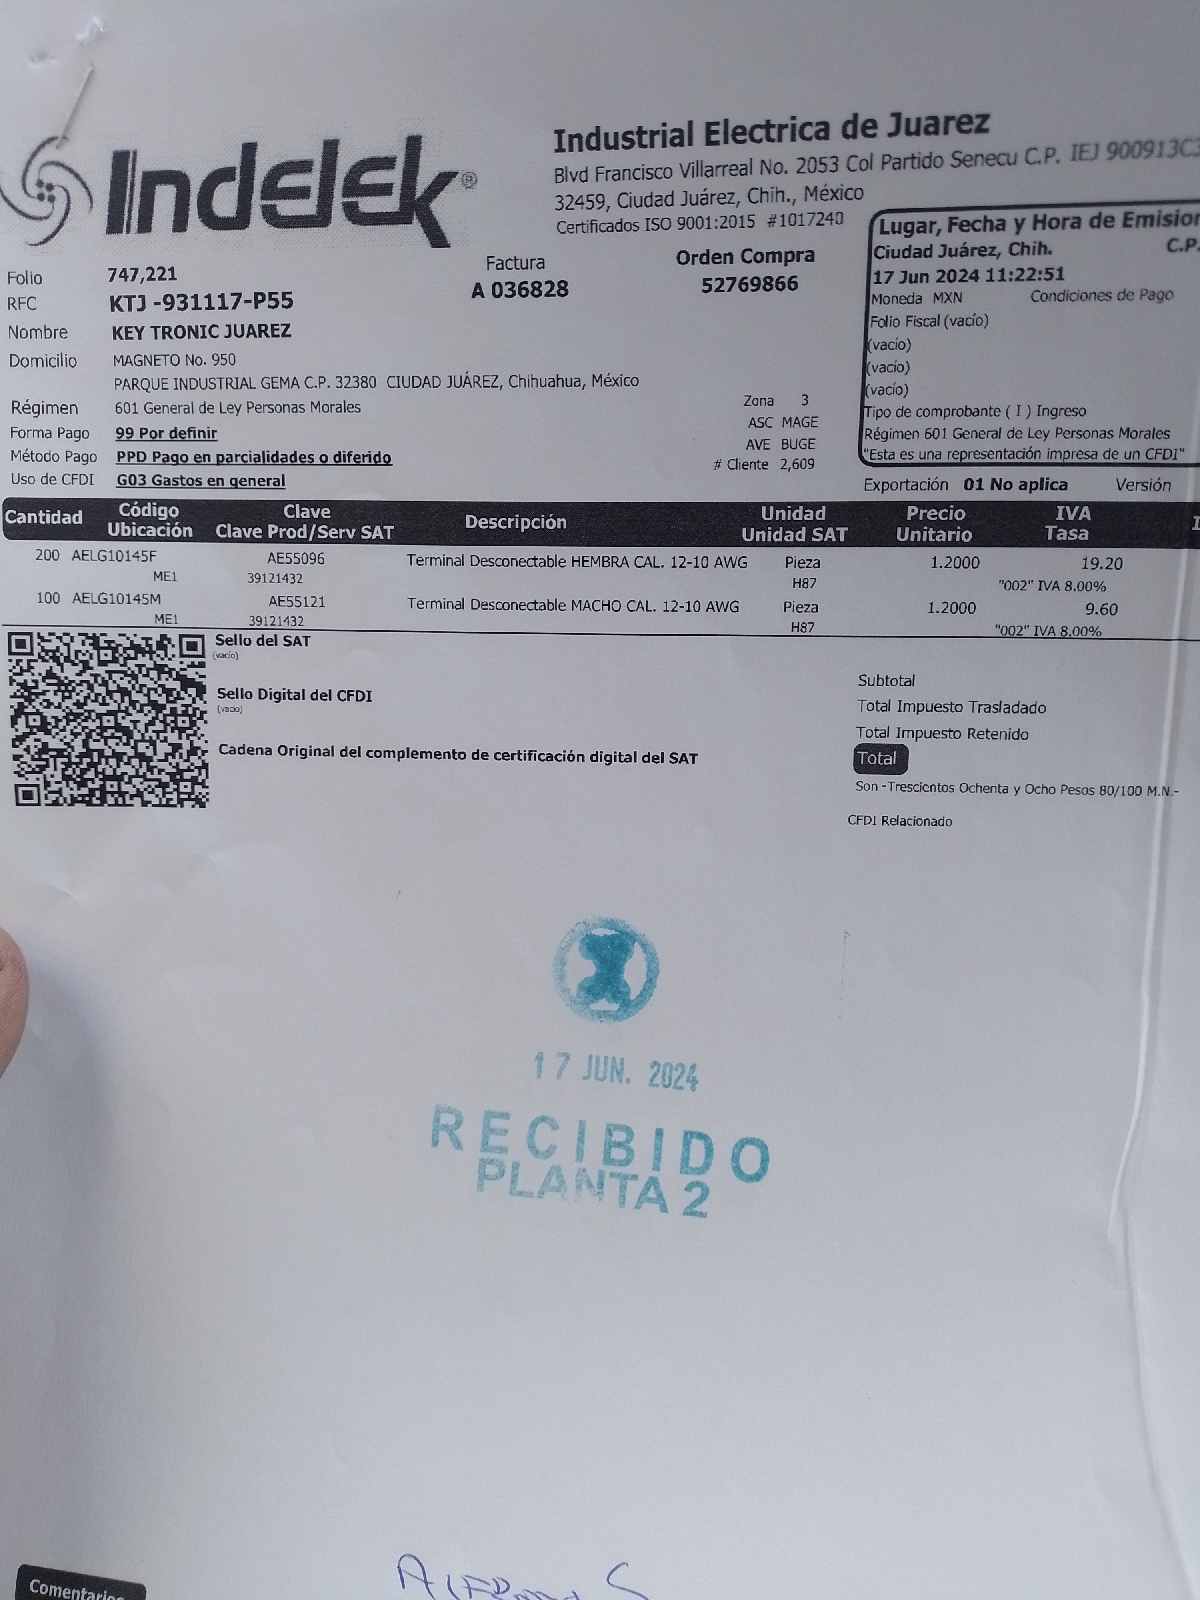 Indelek®
Industrial Electrica de Juarez
Blvd Francisco Villarreal No. 2053 Col Partido Senecu C.P. IEJ 900913C3
32459, Ciudad Juárez, Chih., México
Certificados ISO 9001:2015 #1017240
Folio 747,221
Factura
A 036828
Orden Compra
52769866
RFC KTJ -931117-P55
Nombre KEY TRONIC JUAREZ
Domicilio MAGNETO No. 950
PARQUE INDUSTRIAL GEMA C.P. 32380 CIUDAD JUÁREZ, Chihuahua, México
Régimen 601 General de Ley Personas Morales
Forma Pago 99 Por definir
Método Pago PPD Pago en parcialidades o diferido
Uso de CFDI G03 Gastos en general
Zona 3
ASC MAGE
AVE BUGE
# Cliente 2,609
Lugar, Fecha y Hora de Emision
Ciudad Juárez, Chih. C.P.
17 Jun 2024 11:22:51
Moneda MXN Condiciones de Pago
Folio Fiscal (vacío)
(vacío)
(vacío)
(vacío)
Tipo de comprobante ( I ) Ingreso
Régimen 601 General de Ley Personas Morales
"Esta es una representación impresa de un CFDI"
Exportación 01 No aplica Versión
Cantidad Código Clave Descripción Unidad Precio IVA
Ubicación Clave Prod/Serv SAT Unidad SAT Unitario Tasa
200 AELG10145F AE55096 Terminal Desconectable HEMBRA CAL. 12-10 AWG Pieza 1.2000 19.20
ME1 39121432 H87 "002" IVA 8.00%
100 AELG10145M AE55121 Terminal Desconectable MACHO CAL. 12-10 AWG Pieza 1.2000 9.60
ME1 39121432 H87 "002" IVA 8.00%
Sello del SAT
(vacío)
Sello Digital del CFDI
(vacío)
Cadena Original del complemento de certificación digital del SAT
Subtotal
Total Impuesto Trasladado
Total Impuesto Retenido
Total
Son -Trescientos Ochenta y Ocho Pesos 80/100 M.N.-
CFDI Relacionado
17 JUN. 2024
RECIBIDO
PLANTA 2
Comentarios